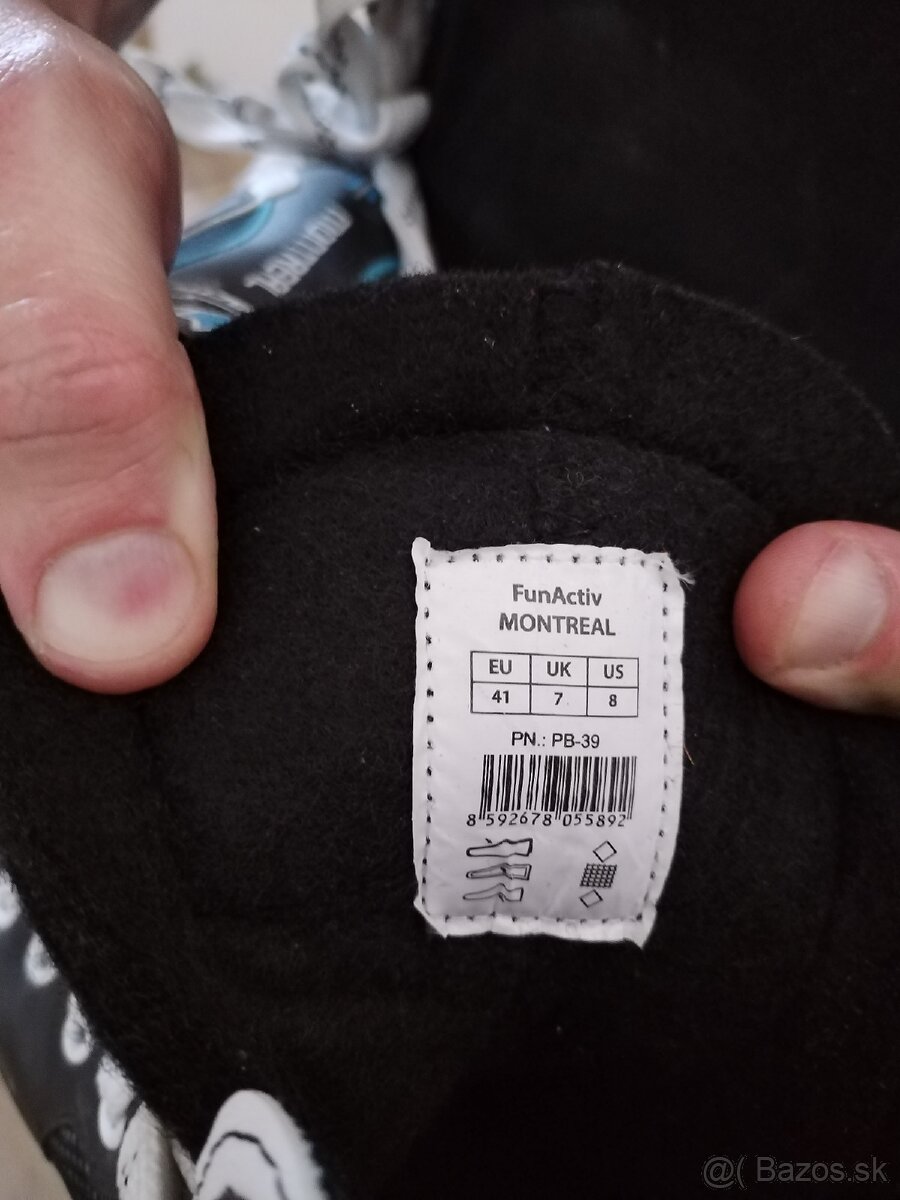 MONTREAL
FunActiv
MONTREAL
EU UK US
41 7 8
PN.: PB-39
8 592678 055892
@( Bazos.sk